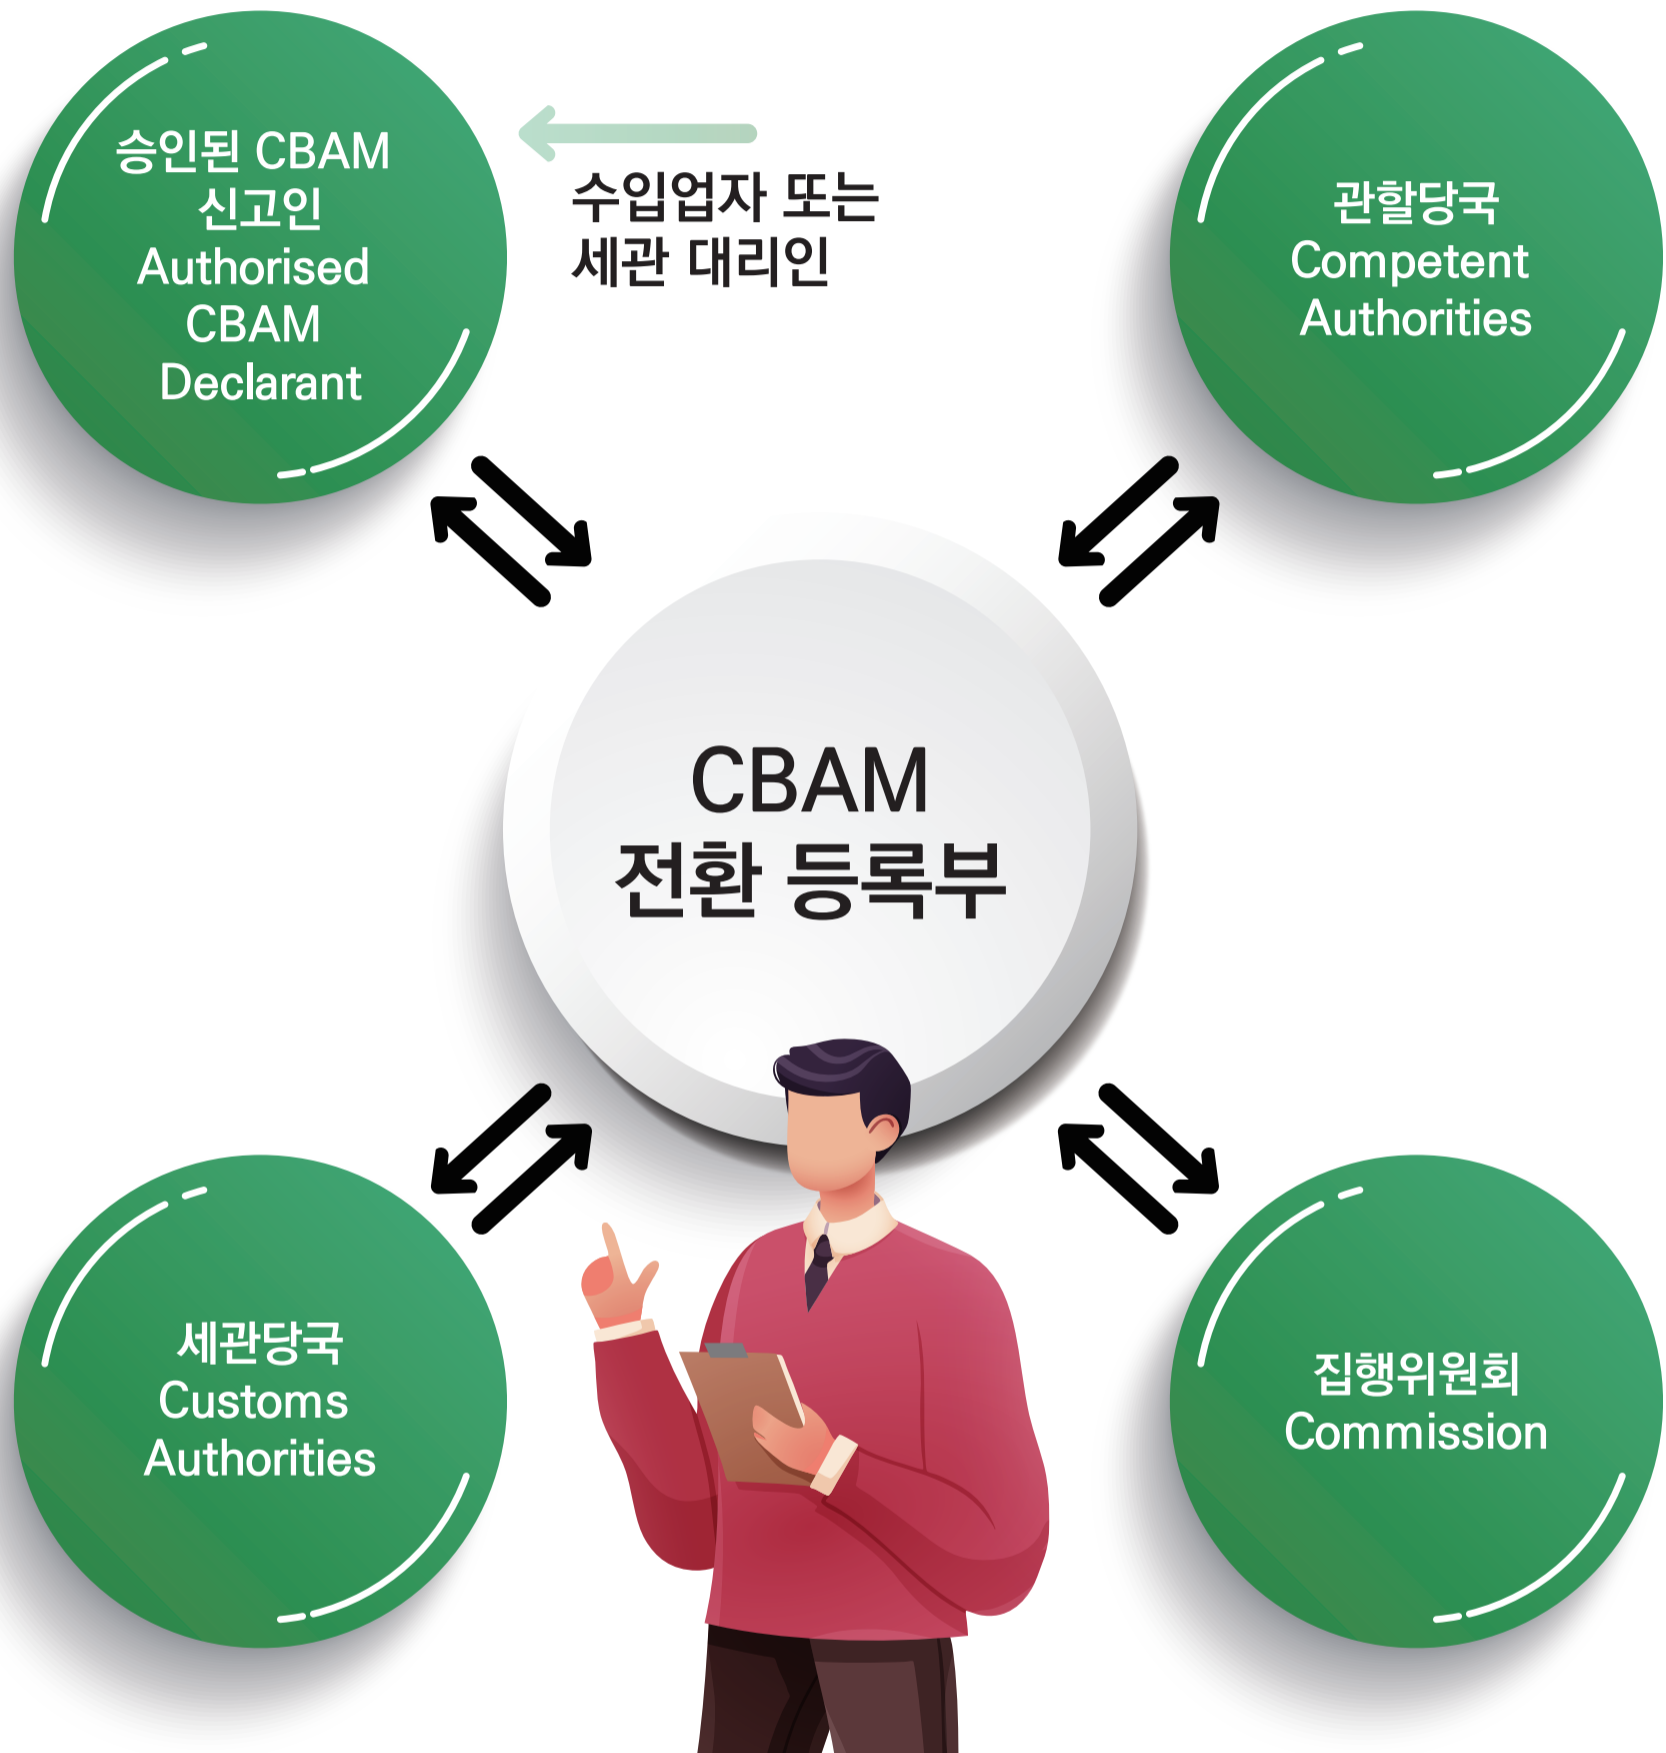 승인된 CBAM
신고인
Authorised
CBAM
Declarant
수입업자 또는
세관 대리인
관할당국
Competent
Authorities
CBAM
전환 등록부
세관당국
Customs
Authorities
집행위원회
Commission